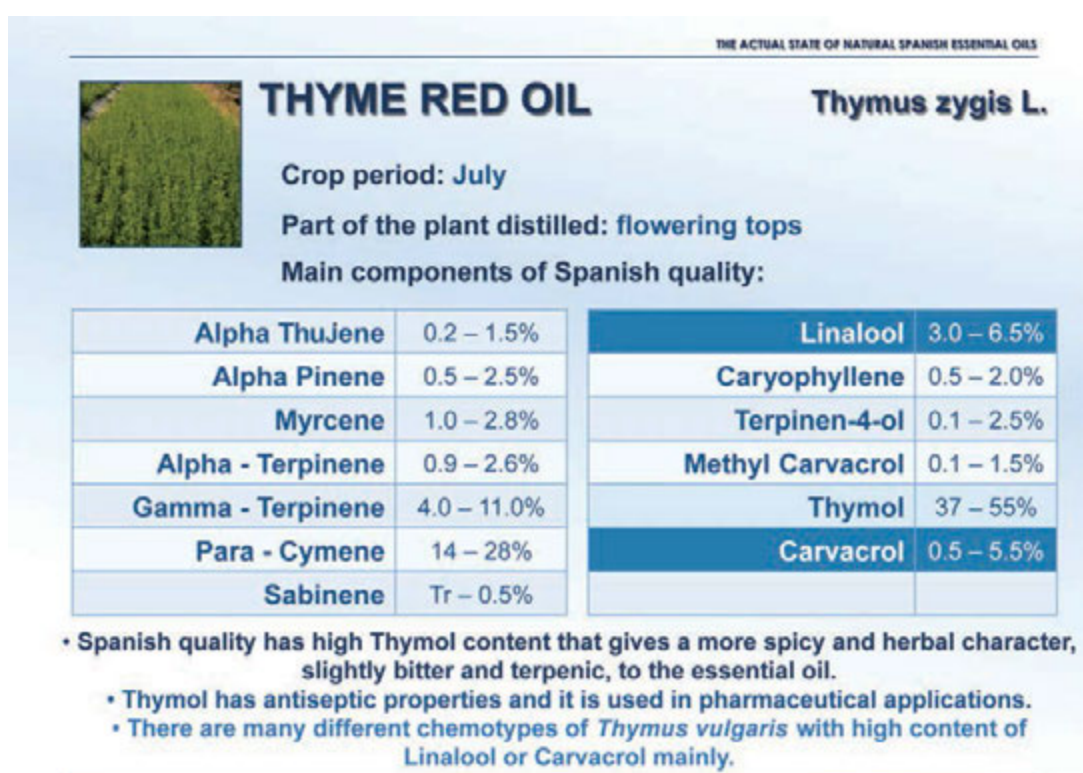 THE ACTUAL STATE OF NATURAL SPANISH ESSENTIAL OILS
THYME RED OIL
Thymus zygis L.
Crop period: July
Part of the plant distilled: flowering tops
Main components of Spanish quality:
Alpha ThuJene 0.2 – 1.5%
Alpha Pinene 0.5 – 2.5%
Myrcene 1.0 – 2.8%
Alpha - Terpinene 0.9 – 2.6%
Gamma - Terpinene 4.0 – 11.0%
Para - Cymene 14 – 28%
Sabinene Tr – 0.5%
Linalool 3.0 – 6.5%
Caryophyllene 0.5 – 2.0%
Terpinen-4-ol 0.1 – 2.5%
Methyl Carvacrol 0.1 – 1.5%
Thymol 37 – 55%
Carvacrol 0.5 – 5.5%
• Spanish quality has high Thymol content that gives a more spicy and herbal character,
slightly bitter and terpenic, to the essential oil.
• Thymol has antiseptic properties and it is used in pharmaceutical applications.
• There are many different chemotypes of Thymus vulgaris with high content of
Linalool or Carvacrol mainly.